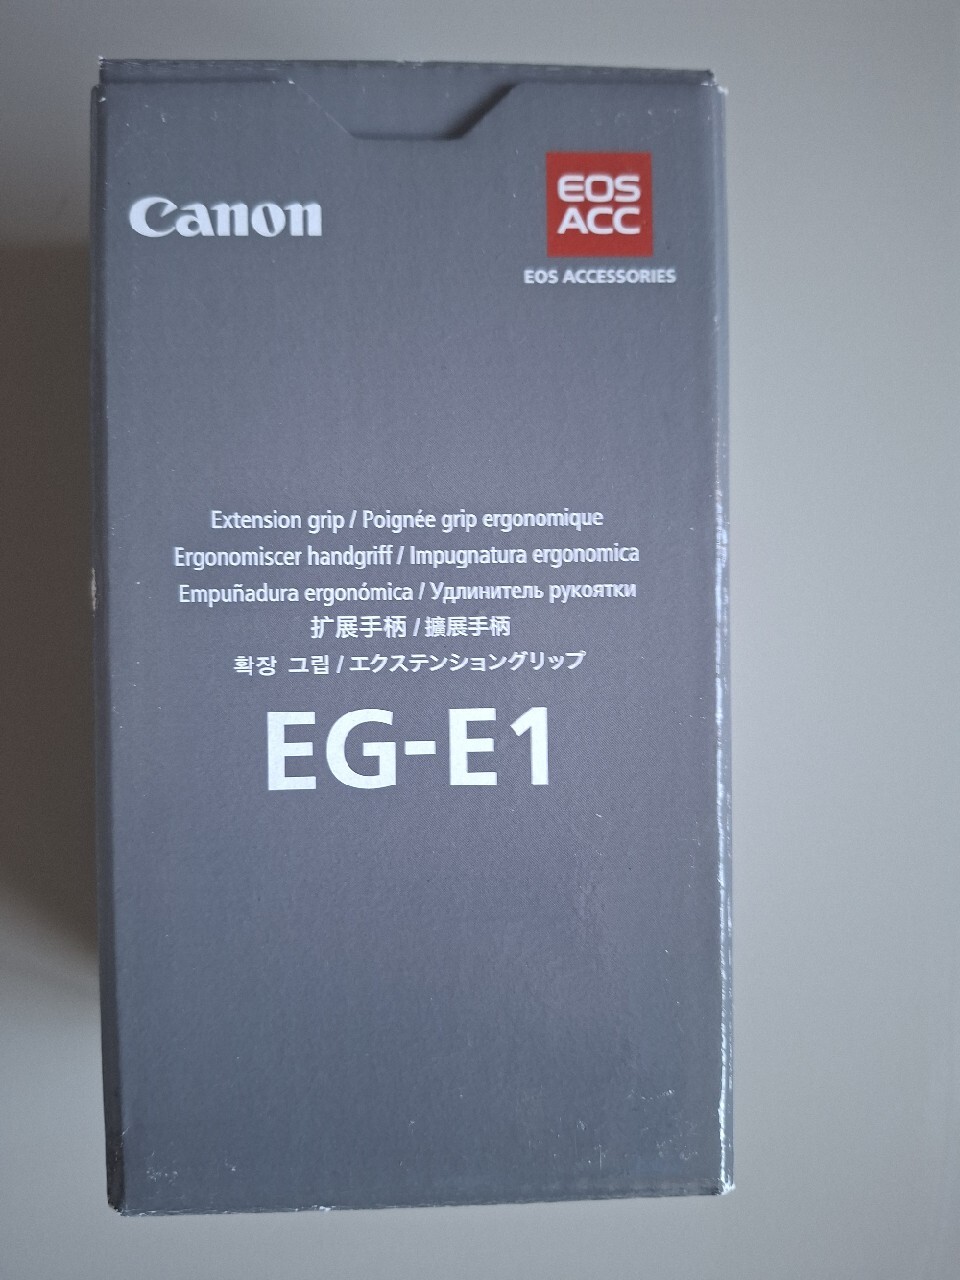 Canon
EOS
ACC
EOS ACCESSORIES
Extension grip / Poignée grip ergonomique
Ergonomiscer handgriff / Impugnatura ergonomica
Empuñadura ergonómica / Удлинитель рукоятки
扩展手柄 / 擴展手柄
확장 그립 / エクステンショングリップ
EG-E1